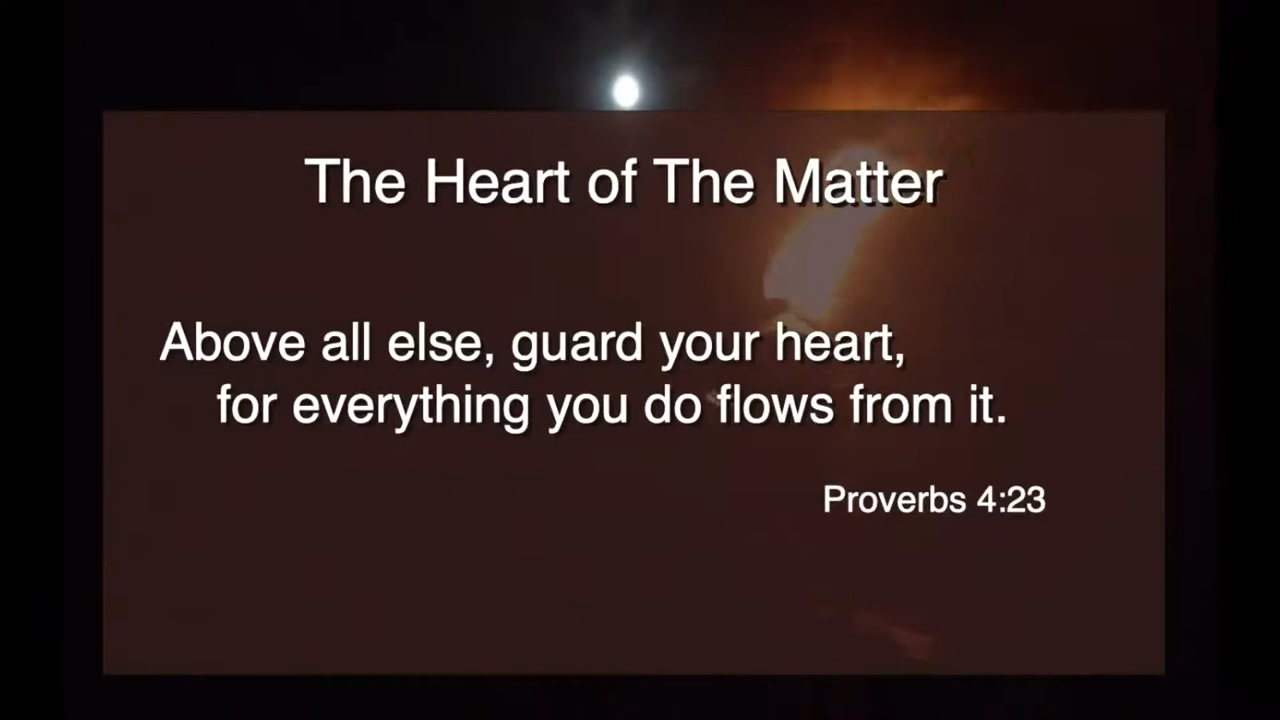 The Heart of The Matter
Above all else, guard your heart,
for everything you do flows from it.
Proverbs 4:23